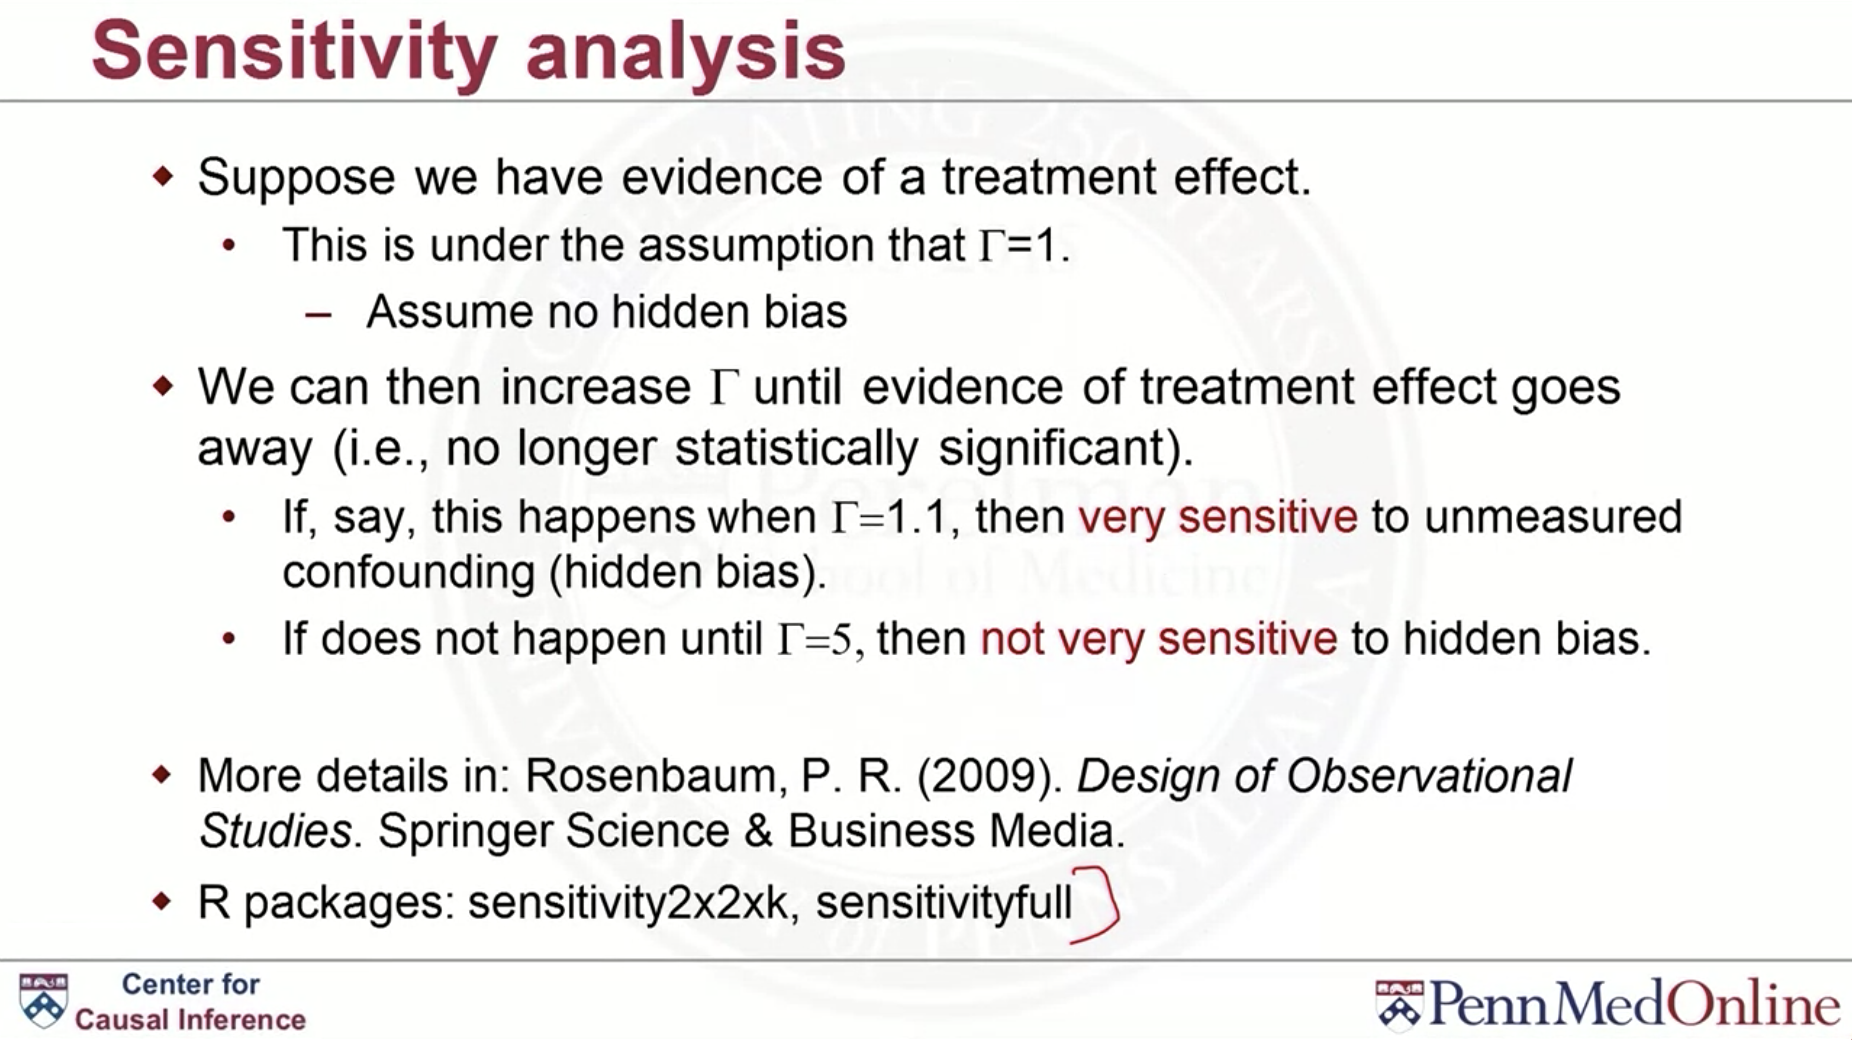 Sensitivity analysis
◆ Suppose we have evidence of a treatment effect.
• This is under the assumption that Γ=1.
– Assume no hidden bias
◆ We can then increase Γ until evidence of treatment effect goes
away (i.e., no longer statistically significant).
• If, say, this happens when Γ=1.1, then very sensitive to unmeasured
confounding (hidden bias).
• If does not happen until Γ=5, then not very sensitive to hidden bias.
◆ More details in: Rosenbaum, P. R. (2009). Design of Observational
Studies. Springer Science & Business Media.
◆ R packages: sensitivity2x2xk, sensitivityfull
Center for
Causal Inference
PennMedOnline